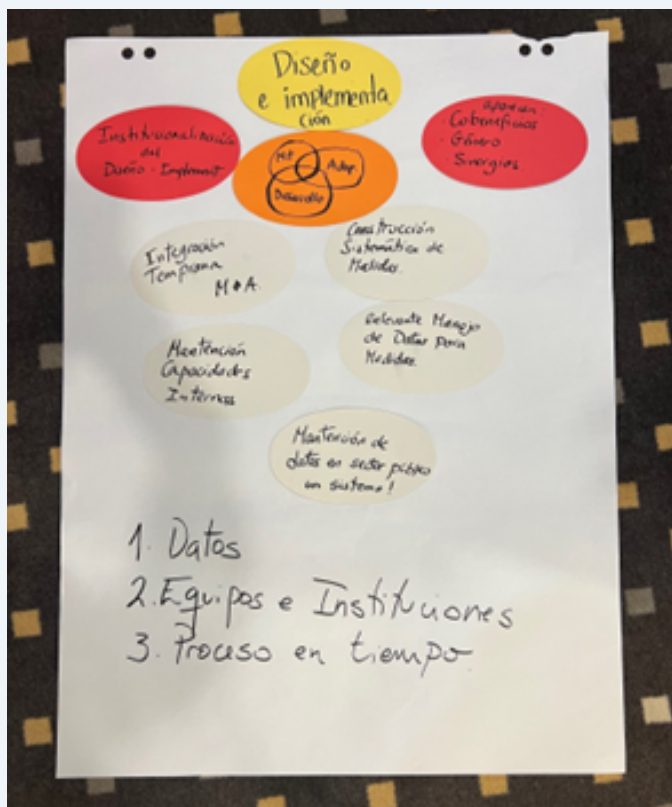 Diseño
e implementa
ción
Institucionalización
del
Diseño - Implement
Mit
Adap.
Desarrollo
aparecen:
· Cobeneficios
· Género
· Sinergias
Integración
Temprana
M & A.
Construcción
Sistemática de
Medidas.
Relevante Manejo
de Datos para
Medidas.
Mantención
Capacidades
Internas
Mantención de
datos en sector público
un sistema!
1. Datos
2. Equipos e Instituciones
3. Proceso en tiempo.